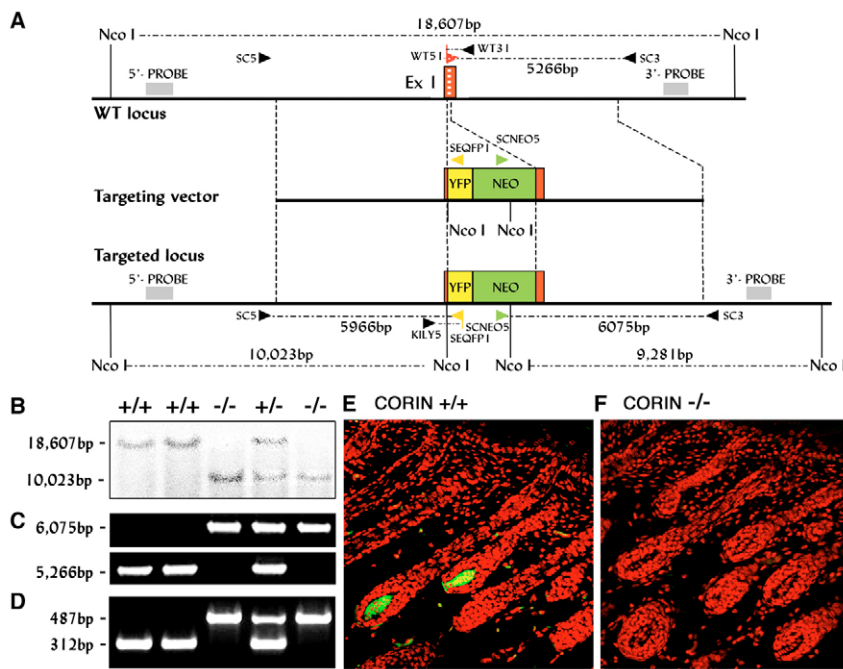 A
18,607bp
Nco I
Nco I
SC5
WT51
WT31
SC3
5266bp
5'- PROBE
Ex 1
3'- PROBE
WT locus
SEQFP1
SCNEO5
YFP
NEO
Targeting vector
Nco I
Nco I
Targeted locus
5'- PROBE
YFP
NEO
3'- PROBE
SC5
5966bp
KILY5
SCNEO5
SEQFP1
6075bp
SC3
Nco I
10,023bp
Nco I
Nco I
9,281bp
Nco I
B
+/+ +/+ -/- +/- -/-
18,607bp -
10,023bp -
C
6,075bp -
5,266bp -
D
487bp -
312bp -
E CORIN +/+
F CORIN -/-